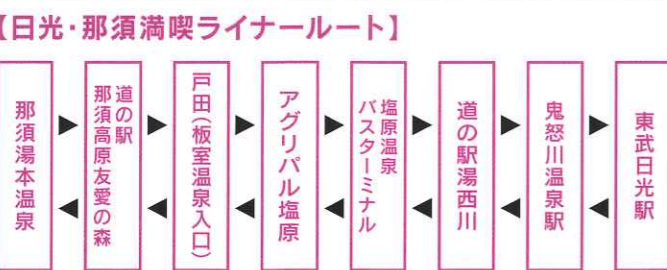 【日光・那須満喫ライナールート】
那須湯本温泉
道の駅
那須高原友愛の森
戸田(板室温泉入口)
アグリパル塩原
塩原温泉
バスターミナル
道の駅湯西川
鬼怒川温泉駅
東武日光駅